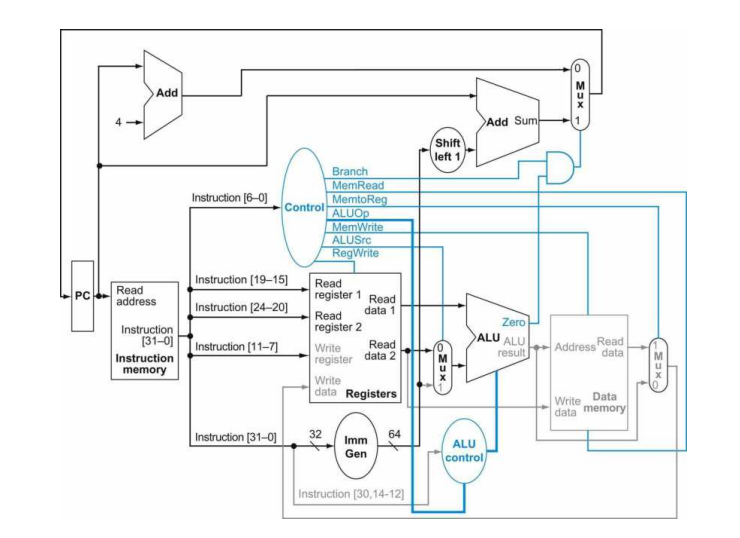 0
M
u
x
1
Add
4
Add Sum
Shift
left 1
Branch
MemRead
MemtoReg
ALUOp
MemWrite
ALUSrc
RegWrite
Control
Instruction [6–0]
PC
Read
address
Instruction
[31–0]
Instruction
memory
Instruction [19–15]
Instruction [24–20]
Instruction [11–7]
Read
register 1
Read
register 2
Write
register
Write
data
Read
data 1
Read
data 2
Registers
0
M
u
x
1
Zero
ALU
ALU
result
Address
Read
data
Write
data
Data
memory
1
M
u
x
0
Instruction [31–0]
32
Imm
Gen
64
ALU
control
Instruction [30,14-12]